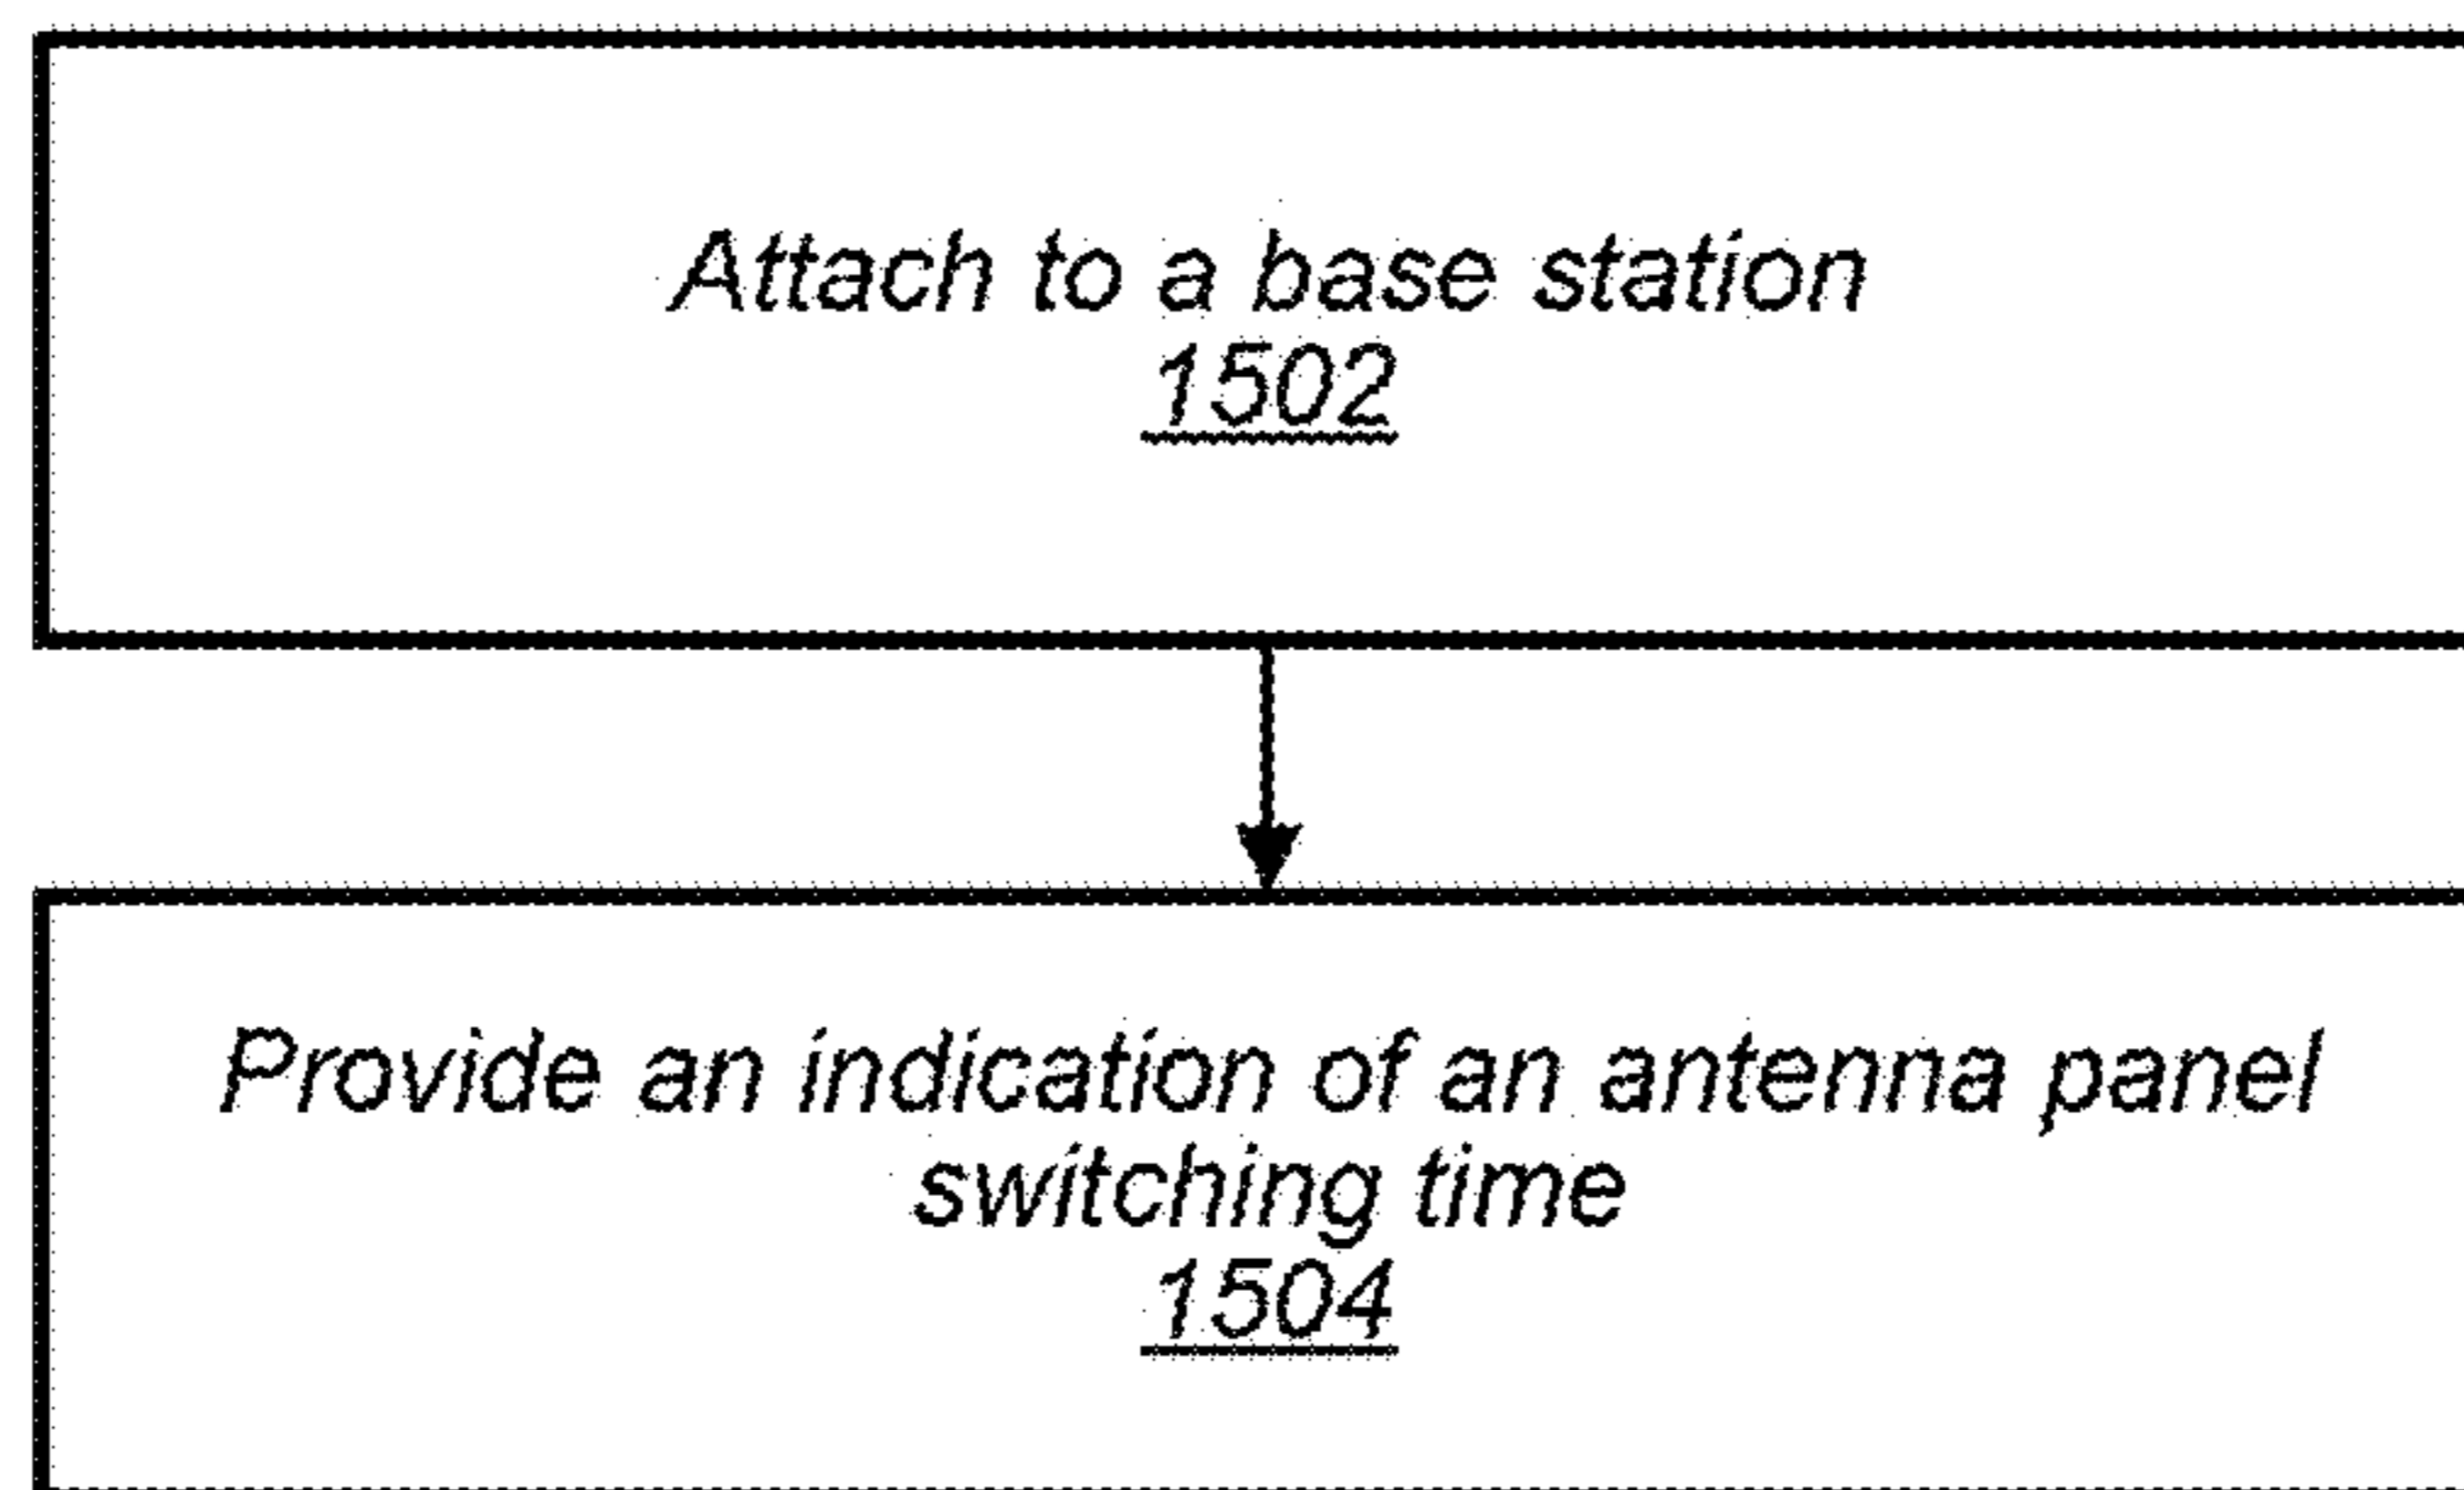 Attach to a base station
1502
Provide an indication of an antenna panel
switching time
1504